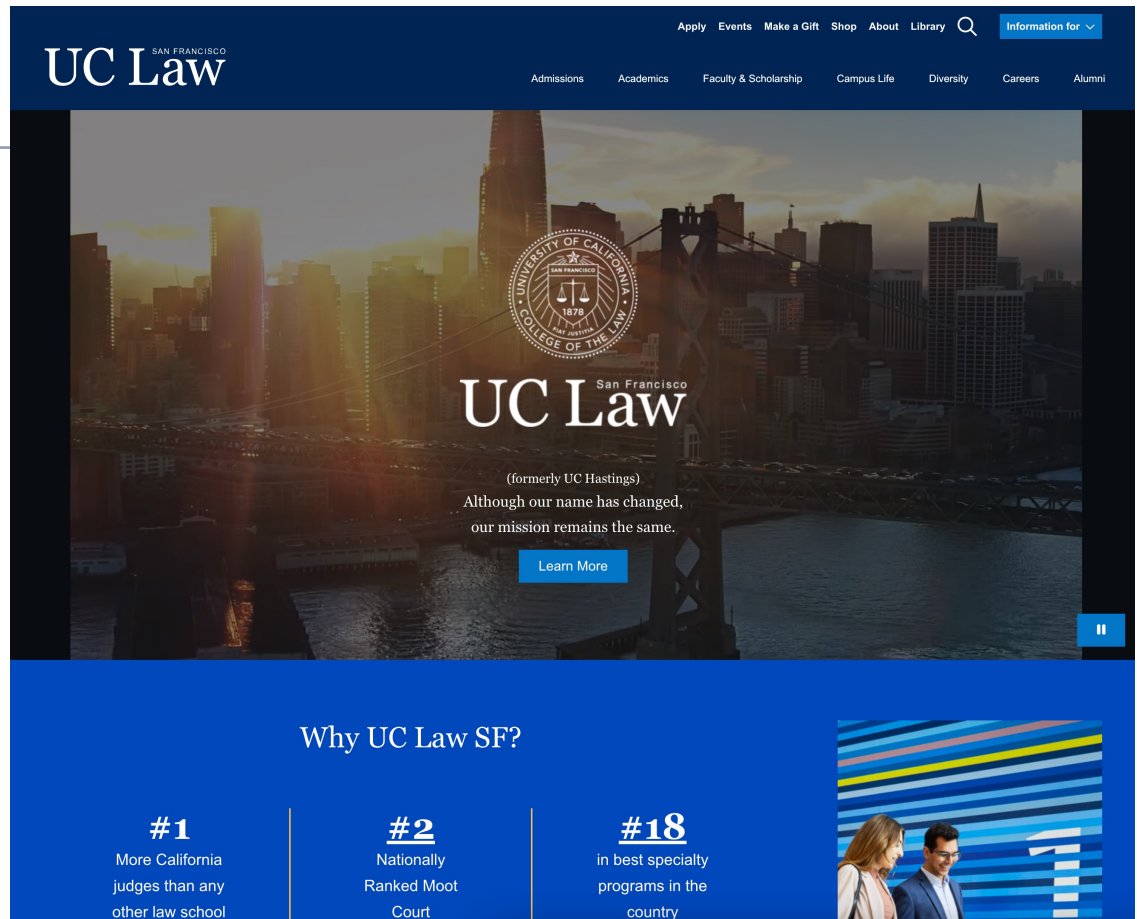 Apply Events Make a Gift Shop About Library Information for
SAN FRANCISCO
UC Law
Admissions Academics Faculty & Scholarship Campus Life Diversity Careers Alumni
UNIVERSITY OF CALIFORNIA
SAN FRANCISCO
1878
FIAT JUSTITIA
COLLEGE OF THE LAW
San Francisco
UC Law
(formerly UC Hastings)
Although our name has changed,
our mission remains the same.
Learn More
Why UC Law SF?
#1
More California
judges than any
other law school
#2
Nationally
Ranked Moot
Court
#18
in best specialty
programs in the
country
1